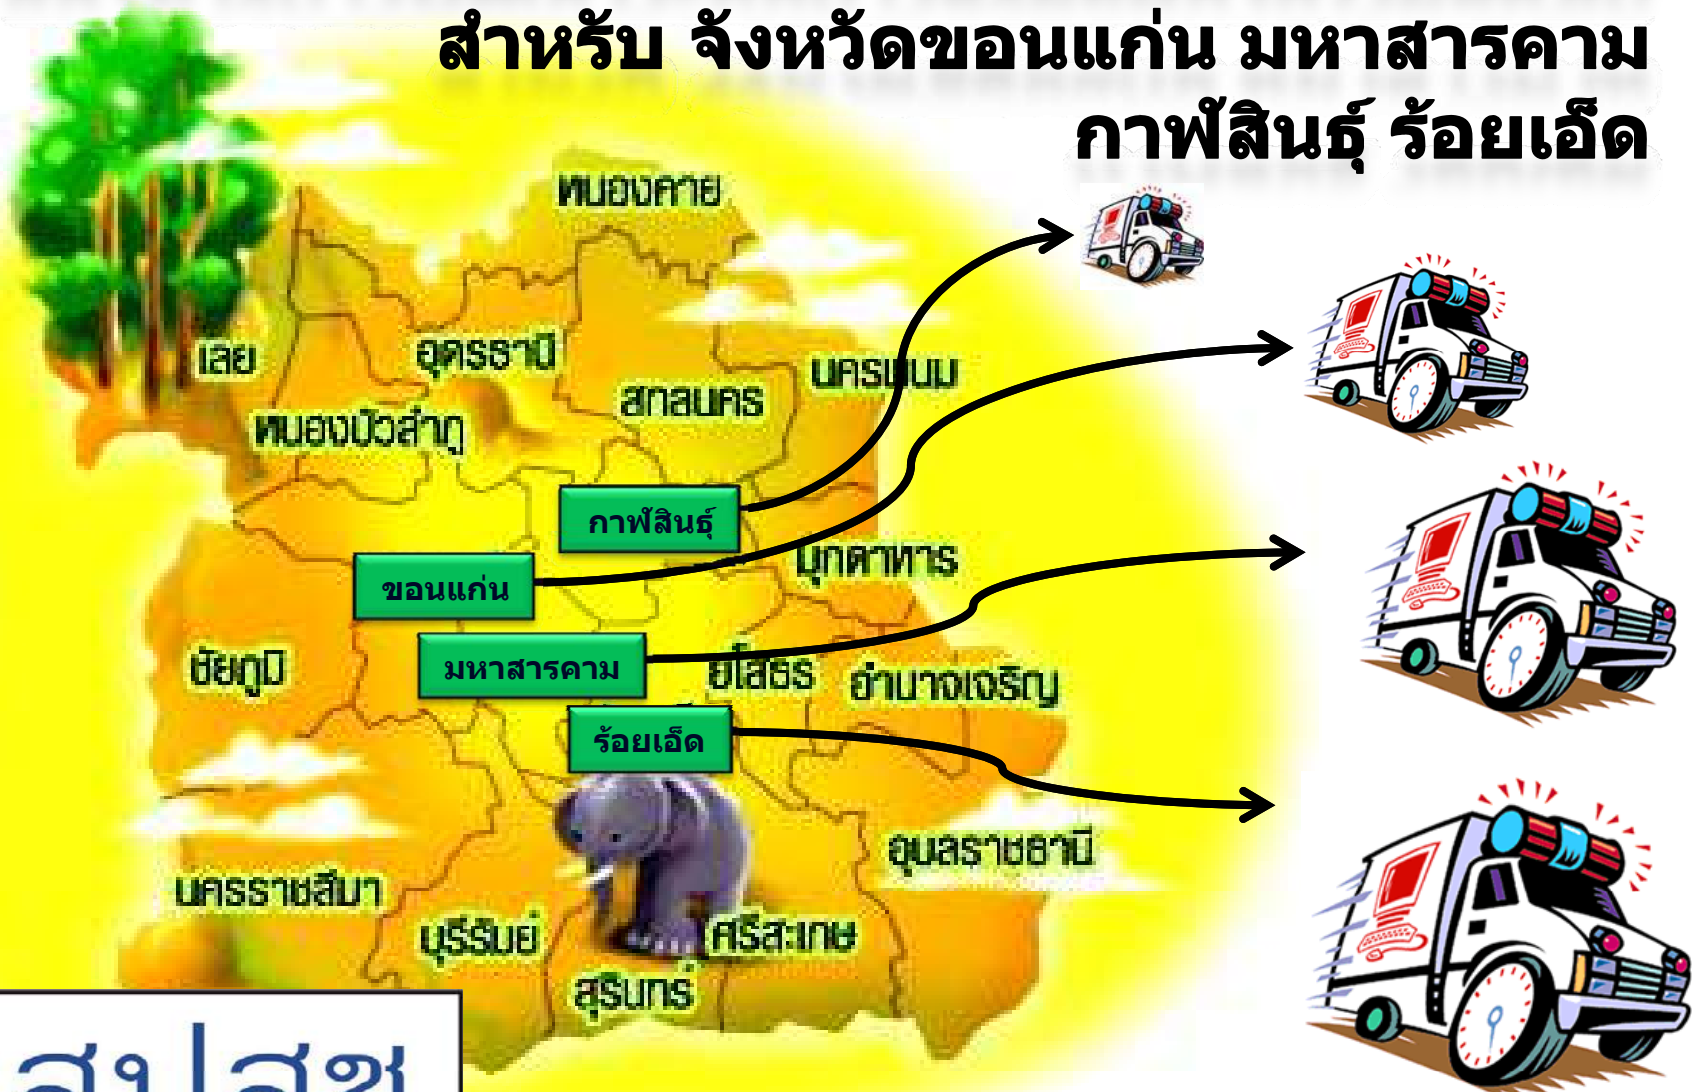 สำหรับ จังหวัดขอนแก่น มหาสารคาม
กาฬสินธุ์ ร้อยเอ็ด
หนองคาย
เลย
อุดรธานี
นครพนม
สกลนคร
หนองบัวลำภู
กาฬสินธุ์
มุกดาหาร
ขอนแก่น
ชัยภูมิ
มหาสารคาม
ยโสธร
อำนาจเจริญ
ร้อยเอ็ด
อุบลราชธานี
นครราชสีมา
บุรีรัมย์
ศรีสะเกษ
สุรินทร์
สปสช